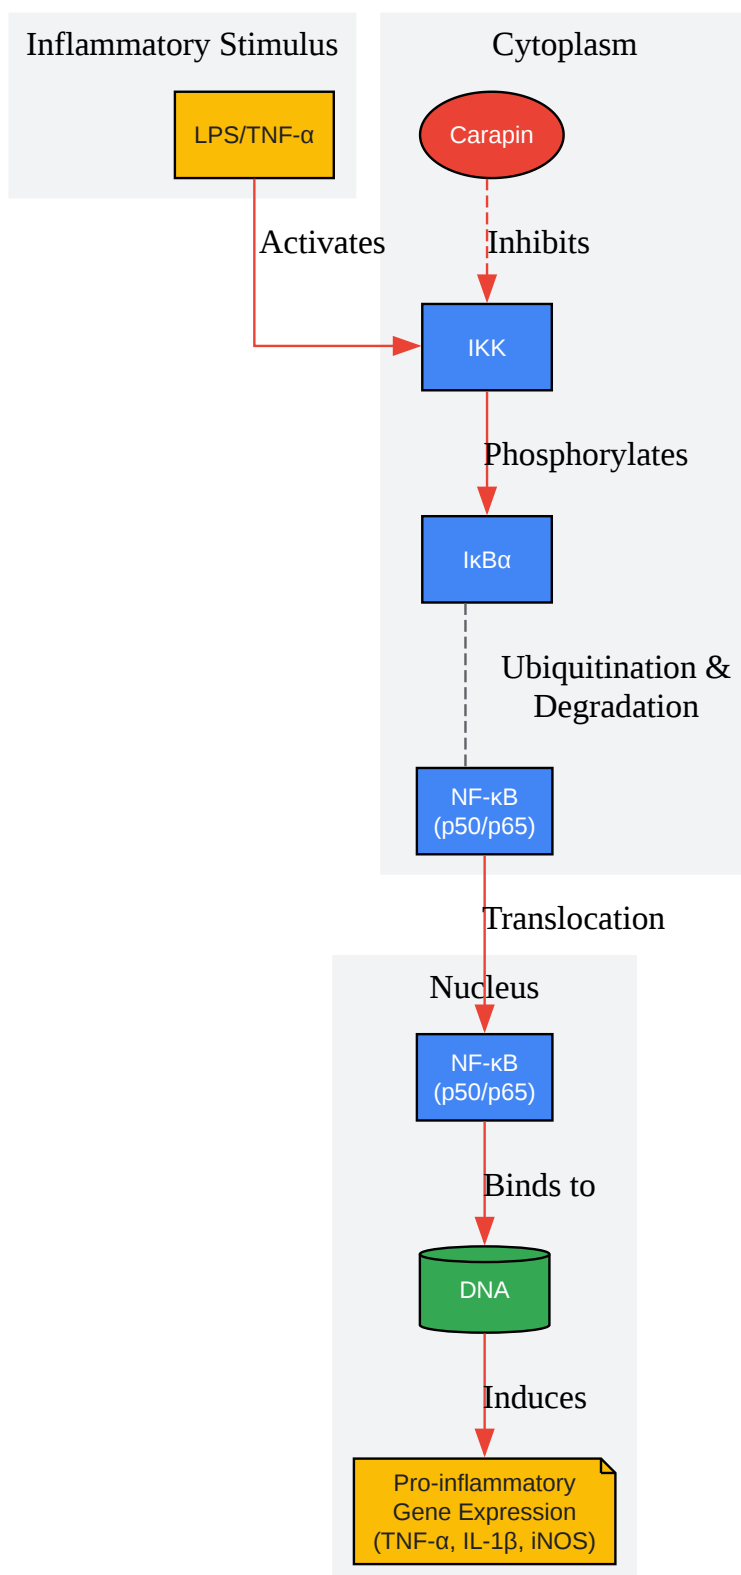 Inflammatory Stimulus
Cytoplasm
LPS/TNF-α
Carapin
Activates
Inhibits
IKK
Phosphorylates
IκBα
Ubiquitination &
Degradation
NF-κB
(p50/p65)
Translocation
Nucleus
NF-κB
(p50/p65)
Binds to
DNA
Induces
Pro-inflammatory
Gene Expression
(TNF-α, IL-1β, iNOS)